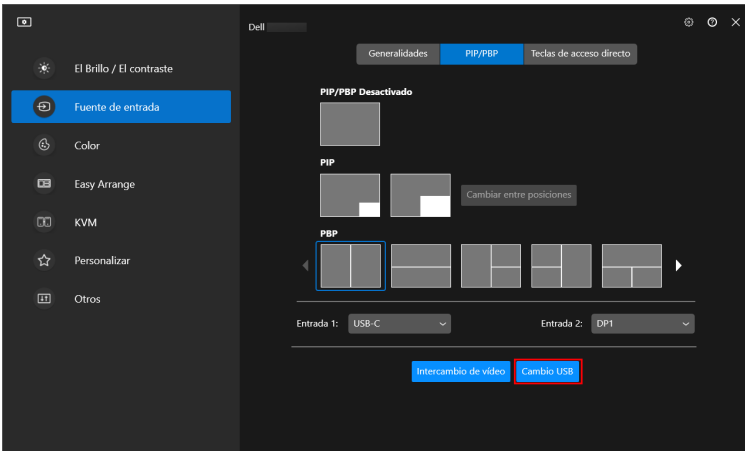 Dell
El Brillo / El contraste
Fuente de entrada
Color
Easy Arrange
KVM
Personalizar
Otros
Generalidades
PIP/PBP
Teclas de acceso directo
PIP/PBP Desactivado
PIP
Cambiar entre posiciones
PBP
Entrada 1: USB-C
Entrada 2: DP1
Intercambio de vídeo
Cambio USB